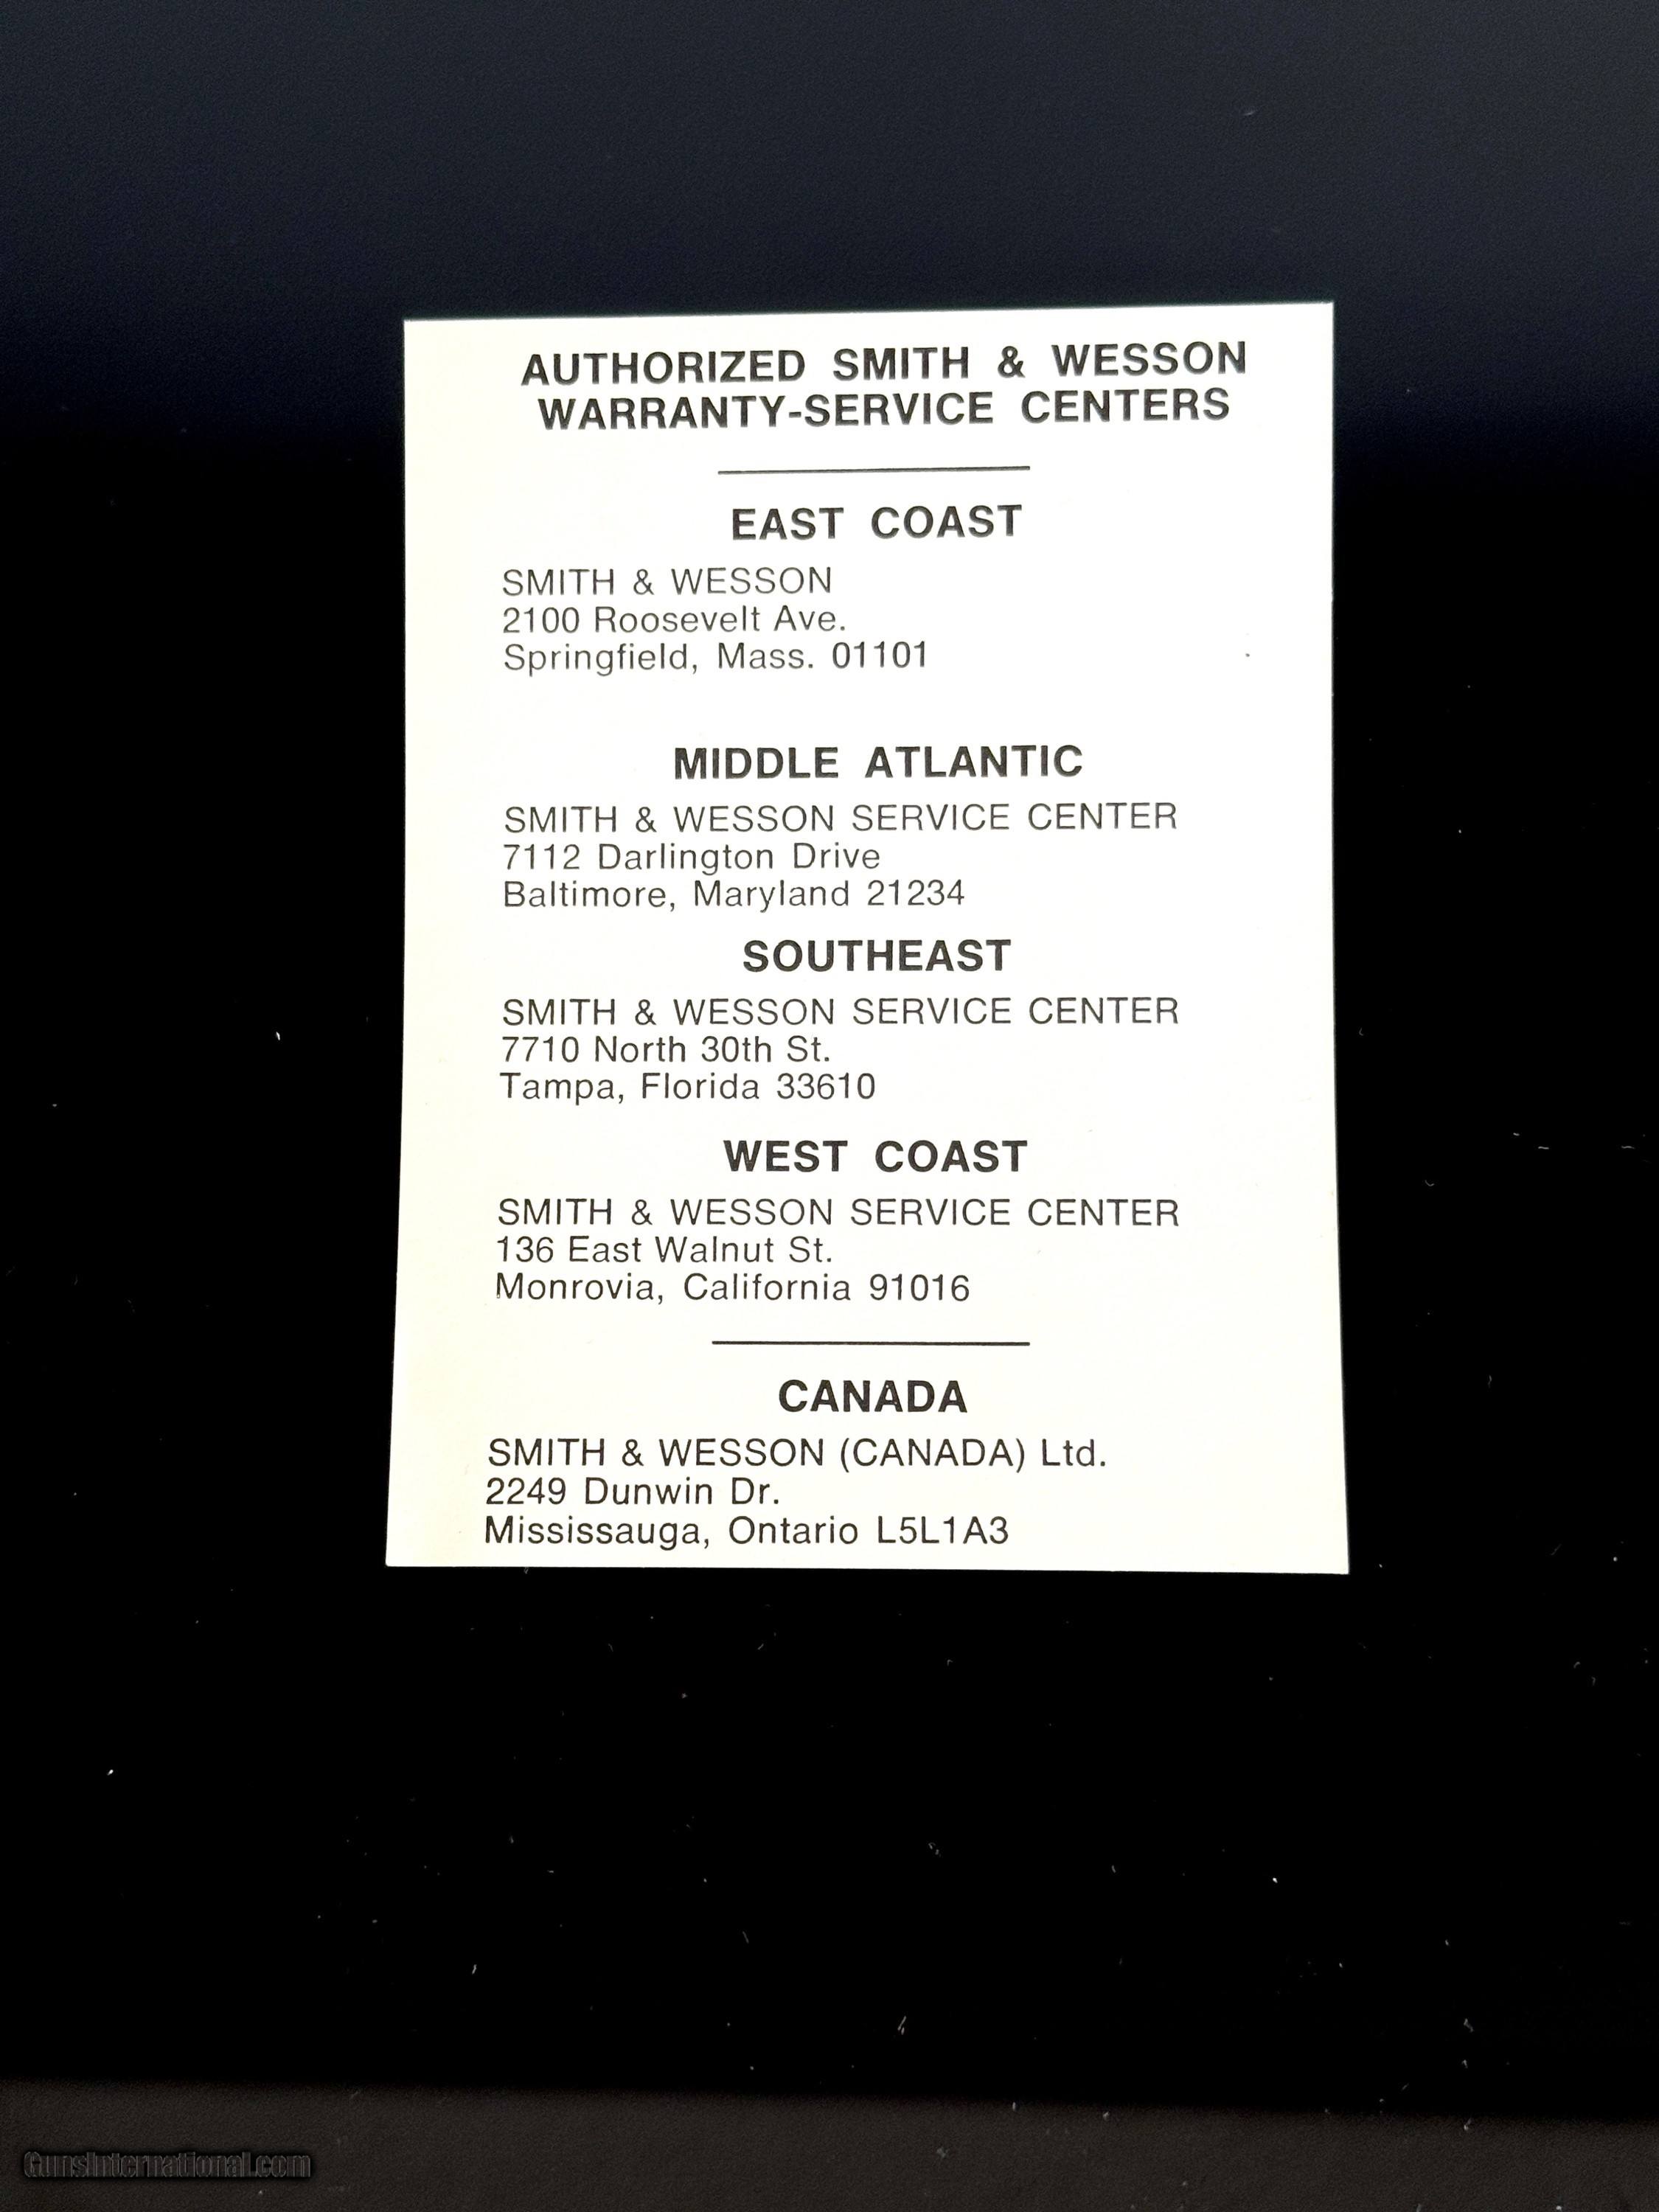 AUTHORIZED SMITH & WESSON
WARRANTY-SERVICE CENTERS
EAST COAST
SMITH & WESSON
2100 Roosevelt Ave.
Springfield, Mass. 01101
MIDDLE ATLANTIC
SMITH & WESSON SERVICE CENTER
7112 Darlington Drive
Baltimore, Maryland 21234
SOUTHEAST
SMITH & WESSON SERVICE CENTER
7710 North 30th St.
Tampa, Florida 33610
WEST COAST
SMITH & WESSON SERVICE CENTER
136 East Walnut St.
Monrovia, California 91016
CANADA
SMITH & WESSON (CANADA) Ltd.
2249 Dunwin Dr.
Mississauga, Ontario L5L1A3
GunsInternational.com